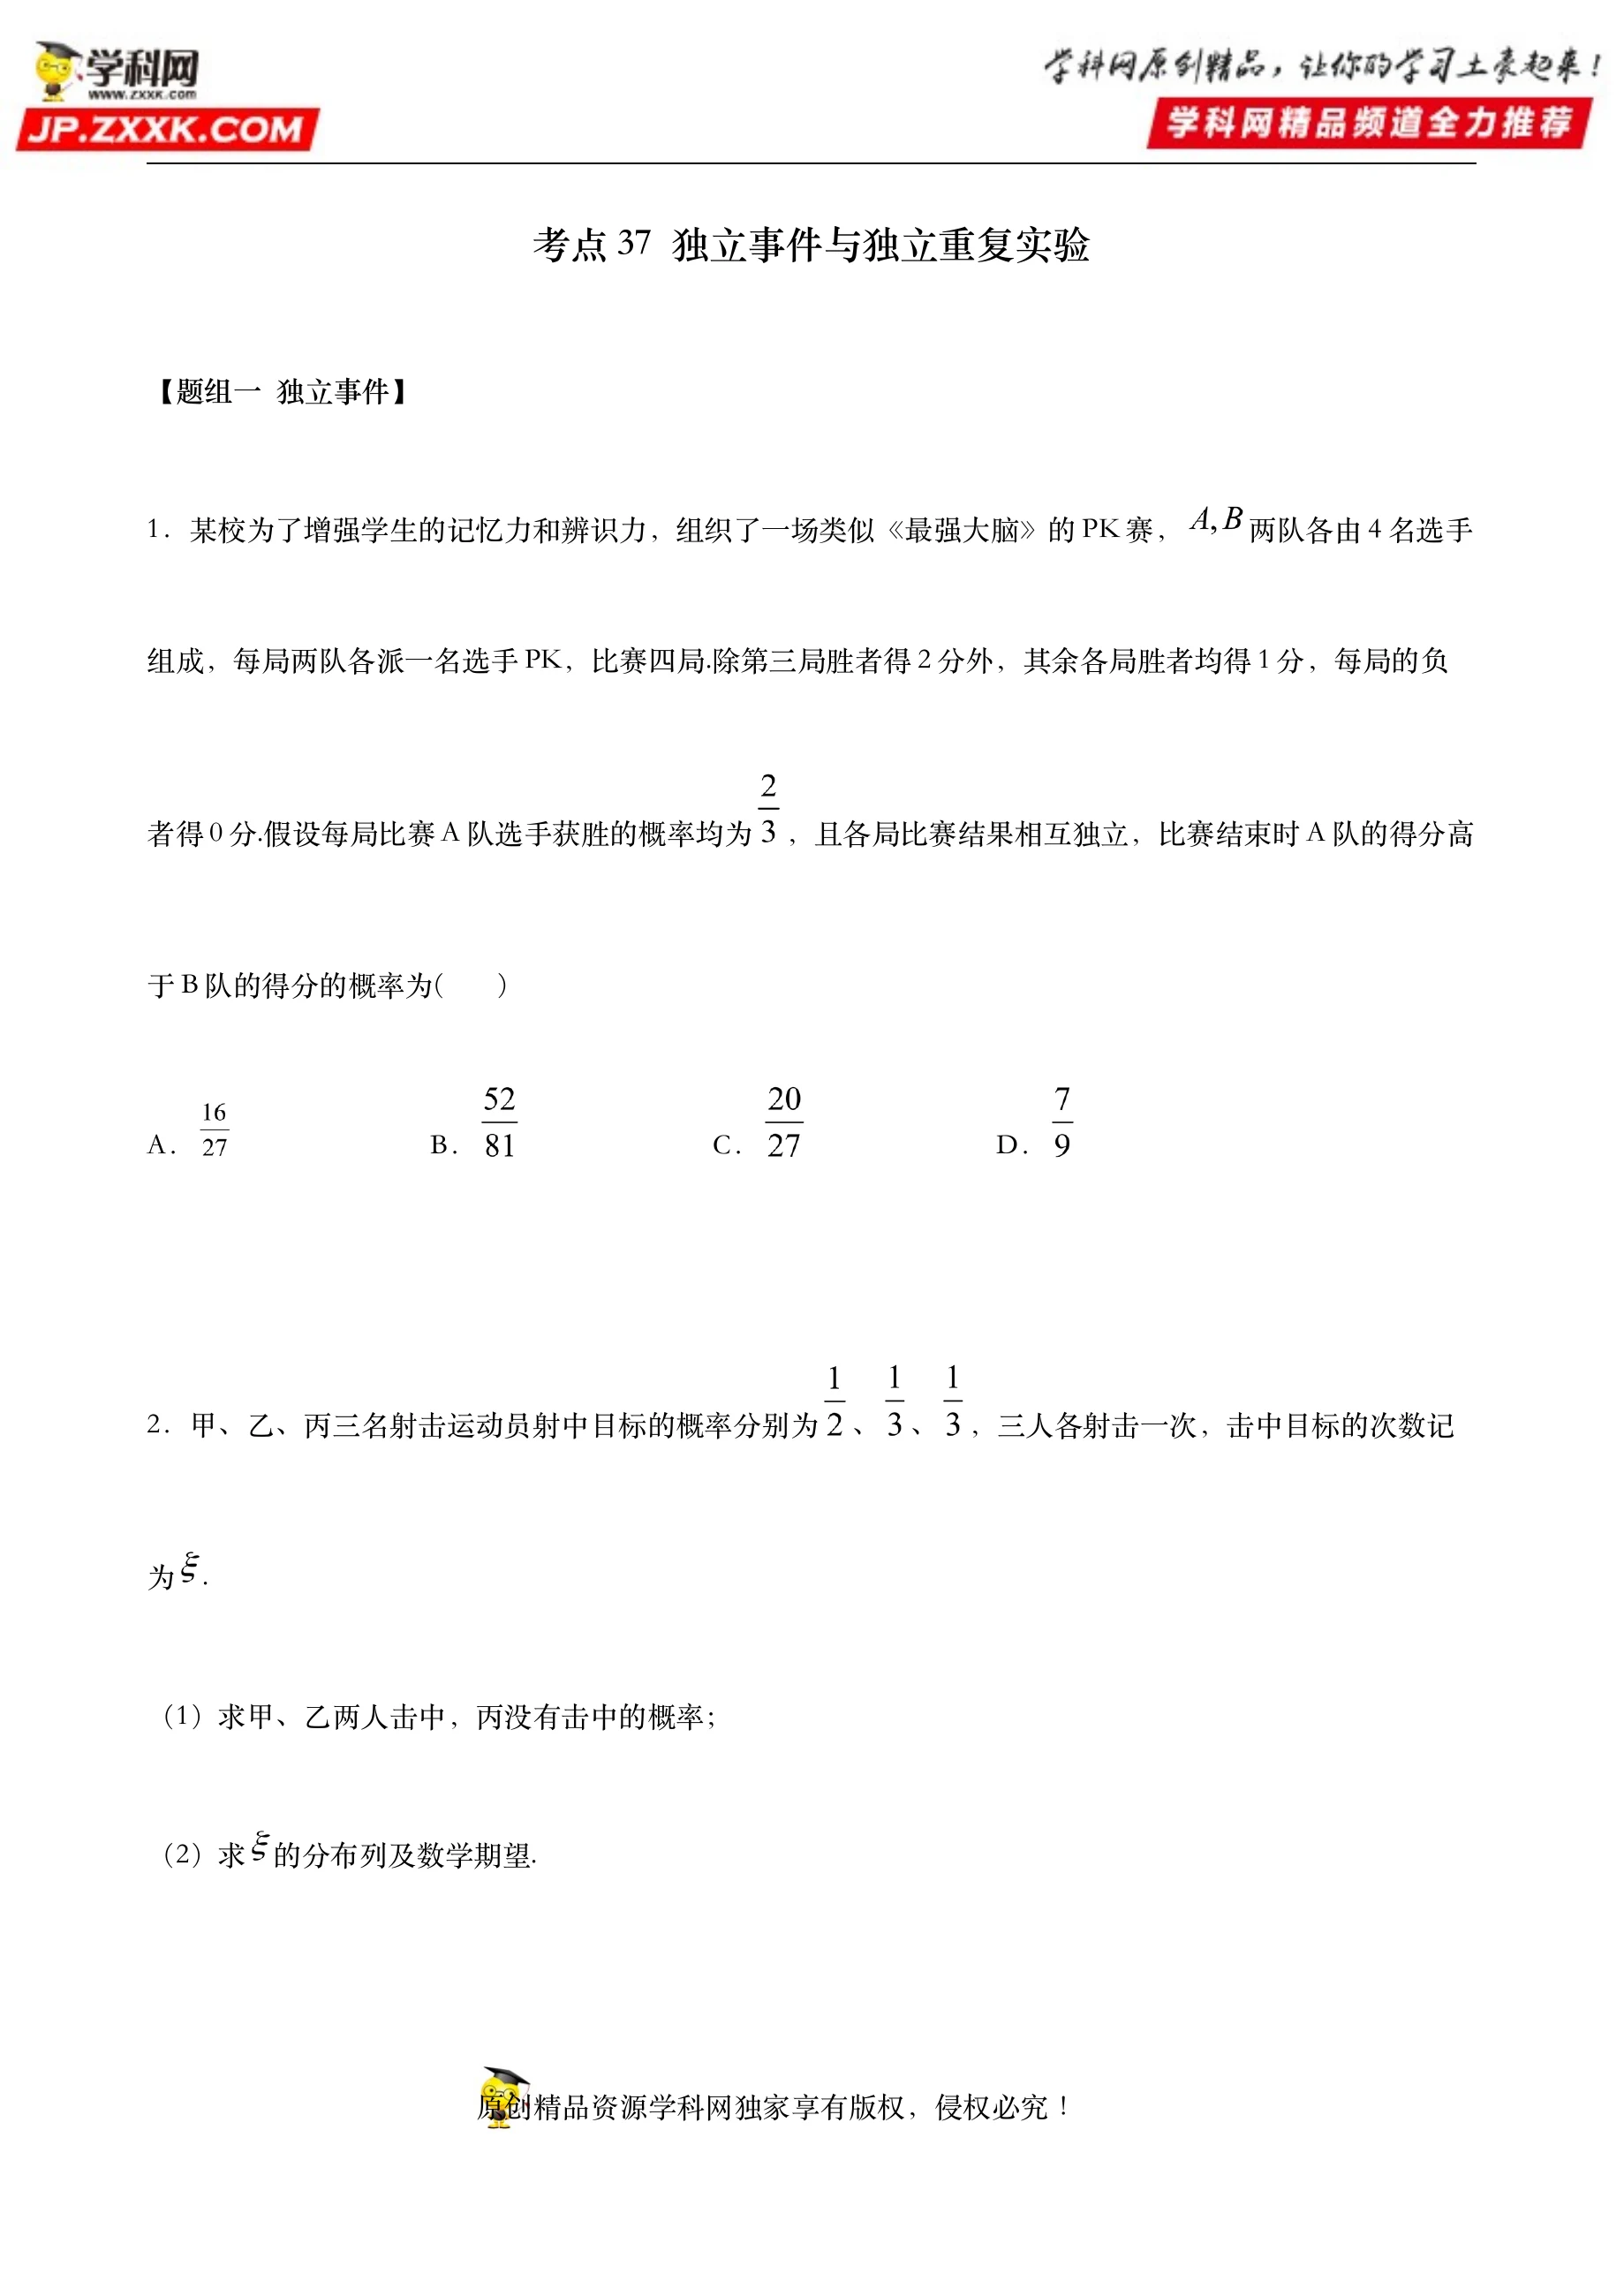 学科网
www.zxxk.com
JP.ZXXK.COM
学科网原创精品，让你的学习土豪起来！
学科网精品频道全力推荐
考点 37 独立事件与独立重复实验
【题组一 独立事件】
1．某校为了增强学生的记忆力和辨识力，组织了一场类似《最强大脑》的 PK 赛， A,B 两队各由 4 名选手
组成，每局两队各派一名选手 PK，比赛四局.除第三局胜者得 2 分外，其余各局胜者均得 1 分，每局的负
者得 0 分.假设每局比赛 A 队选手获胜的概率均为 2/3 ，且各局比赛结果相互独立，比赛结束时 A 队的得分高
于 B 队的得分的概率为(  )
A． 16/27 B． 52/81 C． 20/27 D． 7/9
2．甲、乙、丙三名射击运动员射中目标的概率分别为 1/2 、 1/3 、 1/3 ，三人各射击一次，击中目标的次数记
为 ξ .
（1）求甲、乙两人击中，丙没有击中的概率；
（2）求 ξ 的分布列及数学期望.
原创精品资源学科网独家享有版权，侵权必究！